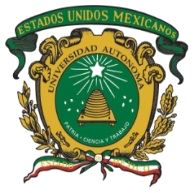 ESTADOS UNIDOS MEXICANOS
UNIVERSIDAD AUTONOMA
PATRIA • CIENCIA Y TRABAJO